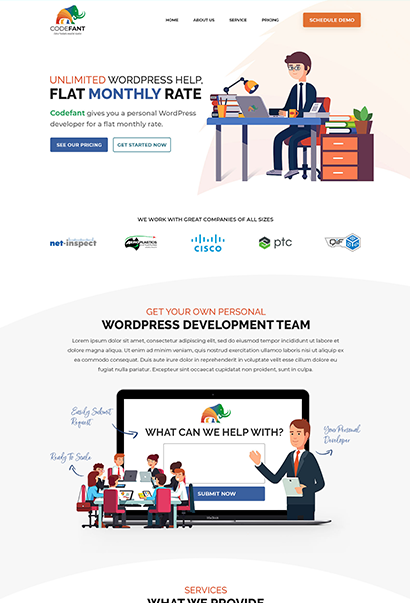 CODEFANT
HOME ABOUT US SERVICE PRICING
SCHEDULE DEMO
UNLIMITED WORDPRESS HELP,
FLAT MONTHLY RATE
Codefant gives you a personal WordPress
developer for a flat monthly rate.
SEE OUR PRICING GET STARTED NOW
WE WORK WITH GREAT COMPANIES OF ALL SIZES
net-inspect PLASTICS CISCO ptc QIF
GET YOUR OWN PERSONAL
WORDPRESS DEVELOPMENT TEAM
Lorem ipsum dolor sit amet, consectetur adipiscing elit, sed do eiusmod tempor incididunt ut labore et
dolore magna aliqua. Ut enim ad minim veniam, quis nostrud exercitation ullamco laboris nisi ut aliquip ex
ea commodo consequat. Duis aute irure dolor in reprehenderit in voluptate velit esse cillum dolore eu
fugiat nulla pariatur. Excepteur sint occaecat cupidatat non proident, sunt in culpa.
Easily Submit
Request
Ready To Scale
WHAT CAN WE HELP WITH?
SUBMIT NOW
Your Personal
Developer
SERVICES
WHAT WE PROVIDE